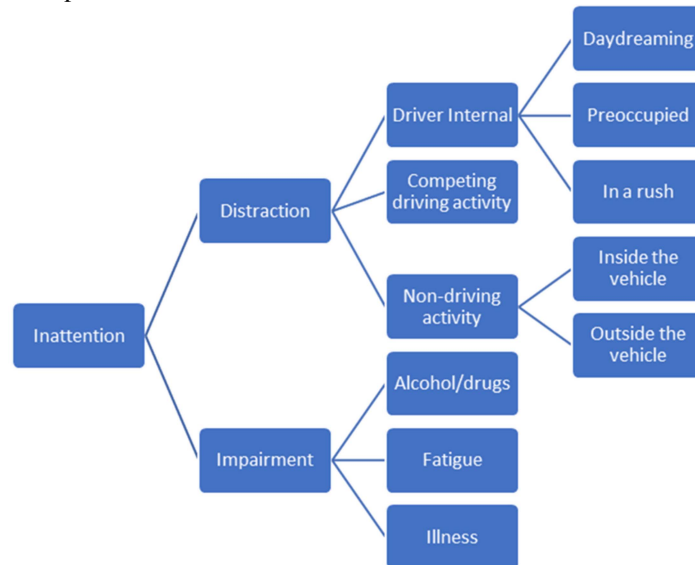 Daydreaming
Driver Internal
Preoccupied
Competing
driving activity
In a rush
Distraction
Inside the
vehicle
Non-driving
activity
Outside the
vehicle
Inattention
Alcohol/drugs
Impairment
Fatigue
Illness